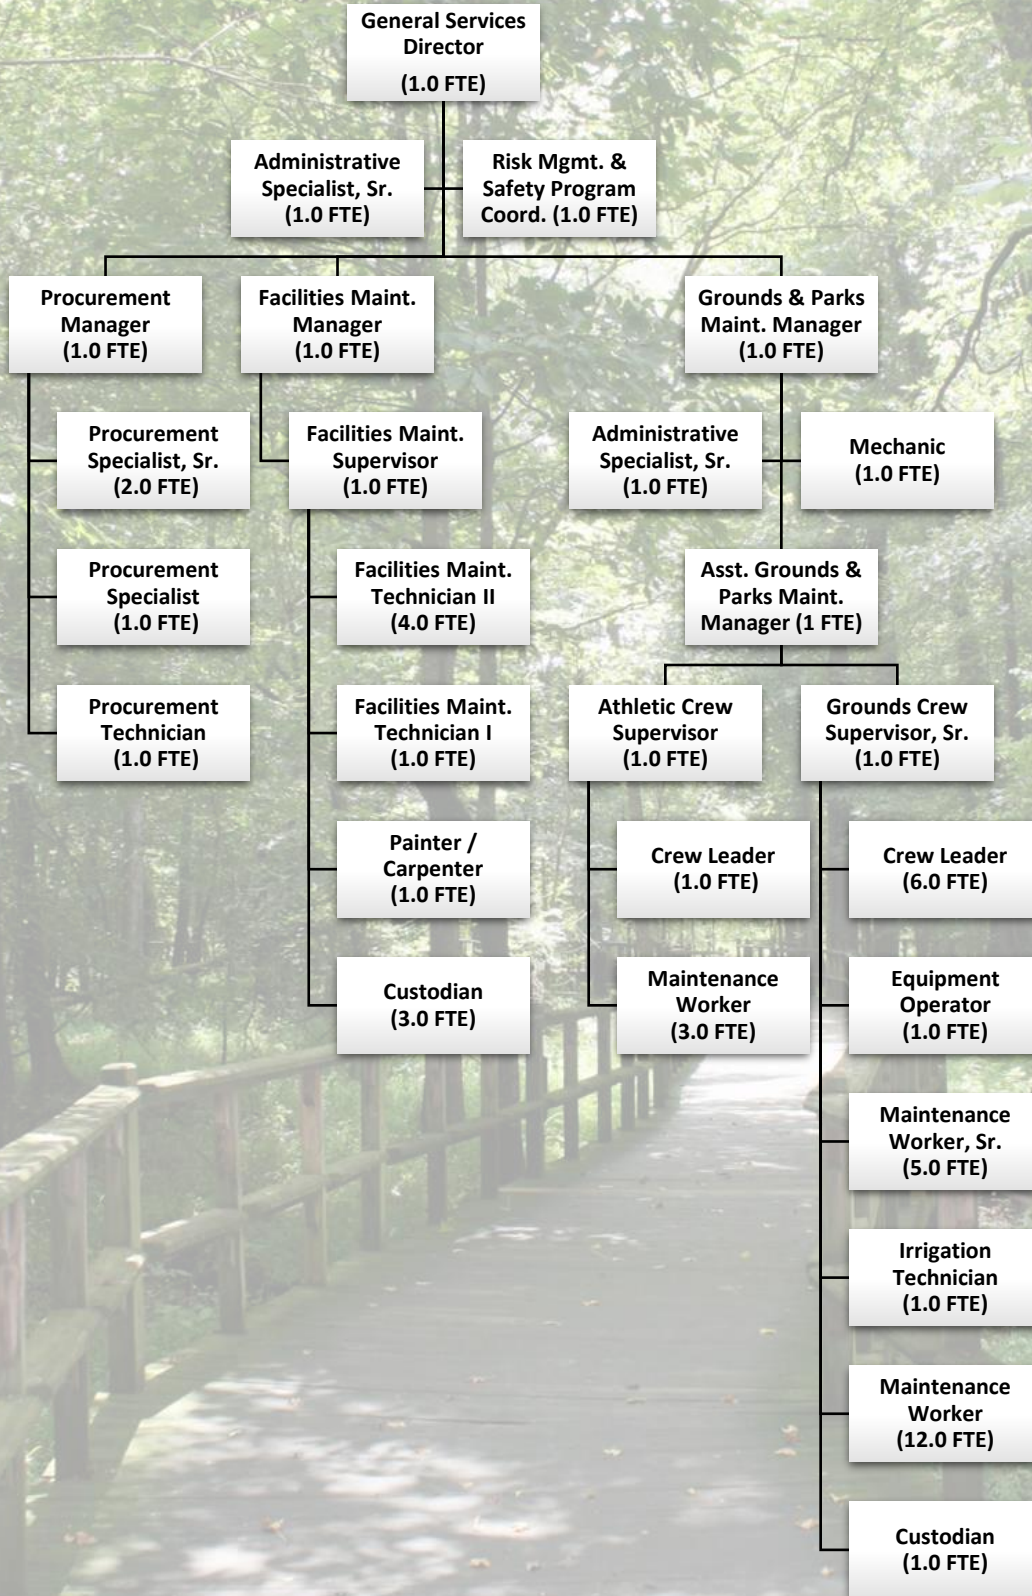 General Services
Director
(1.0 FTE)
Administrative
Specialist, Sr.
(1.0 FTE)
Risk Mgmt. &
Safety Program
Coord. (1.0 FTE)
Procurement
Manager
(1.0 FTE)
Facilities Maint.
Manager
(1.0 FTE)
Grounds & Parks
Maint. Manager
(1.0 FTE)
Procurement
Specialist, Sr.
(2.0 FTE)
Facilities Maint.
Supervisor
(1.0 FTE)
Administrative
Specialist, Sr.
(1.0 FTE)
Mechanic
(1.0 FTE)
Procurement
Specialist
(1.0 FTE)
Facilities Maint.
Technician II
(4.0 FTE)
Asst. Grounds &
Parks Maint.
Manager (1 FTE)
Procurement
Technician
(1.0 FTE)
Facilities Maint.
Technician I
(1.0 FTE)
Athletic Crew
Supervisor
(1.0 FTE)
Grounds Crew
Supervisor, Sr.
(1.0 FTE)
Painter /
Carpenter
(1.0 FTE)
Crew Leader
(1.0 FTE)
Crew Leader
(6.0 FTE)
Custodian
(3.0 FTE)
Maintenance
Worker
(3.0 FTE)
Equipment
Operator
(1.0 FTE)
Maintenance
Worker, Sr.
(5.0 FTE)
Irrigation
Technician
(1.0 FTE)
Maintenance
Worker
(12.0 FTE)
Custodian
(1.0 FTE)